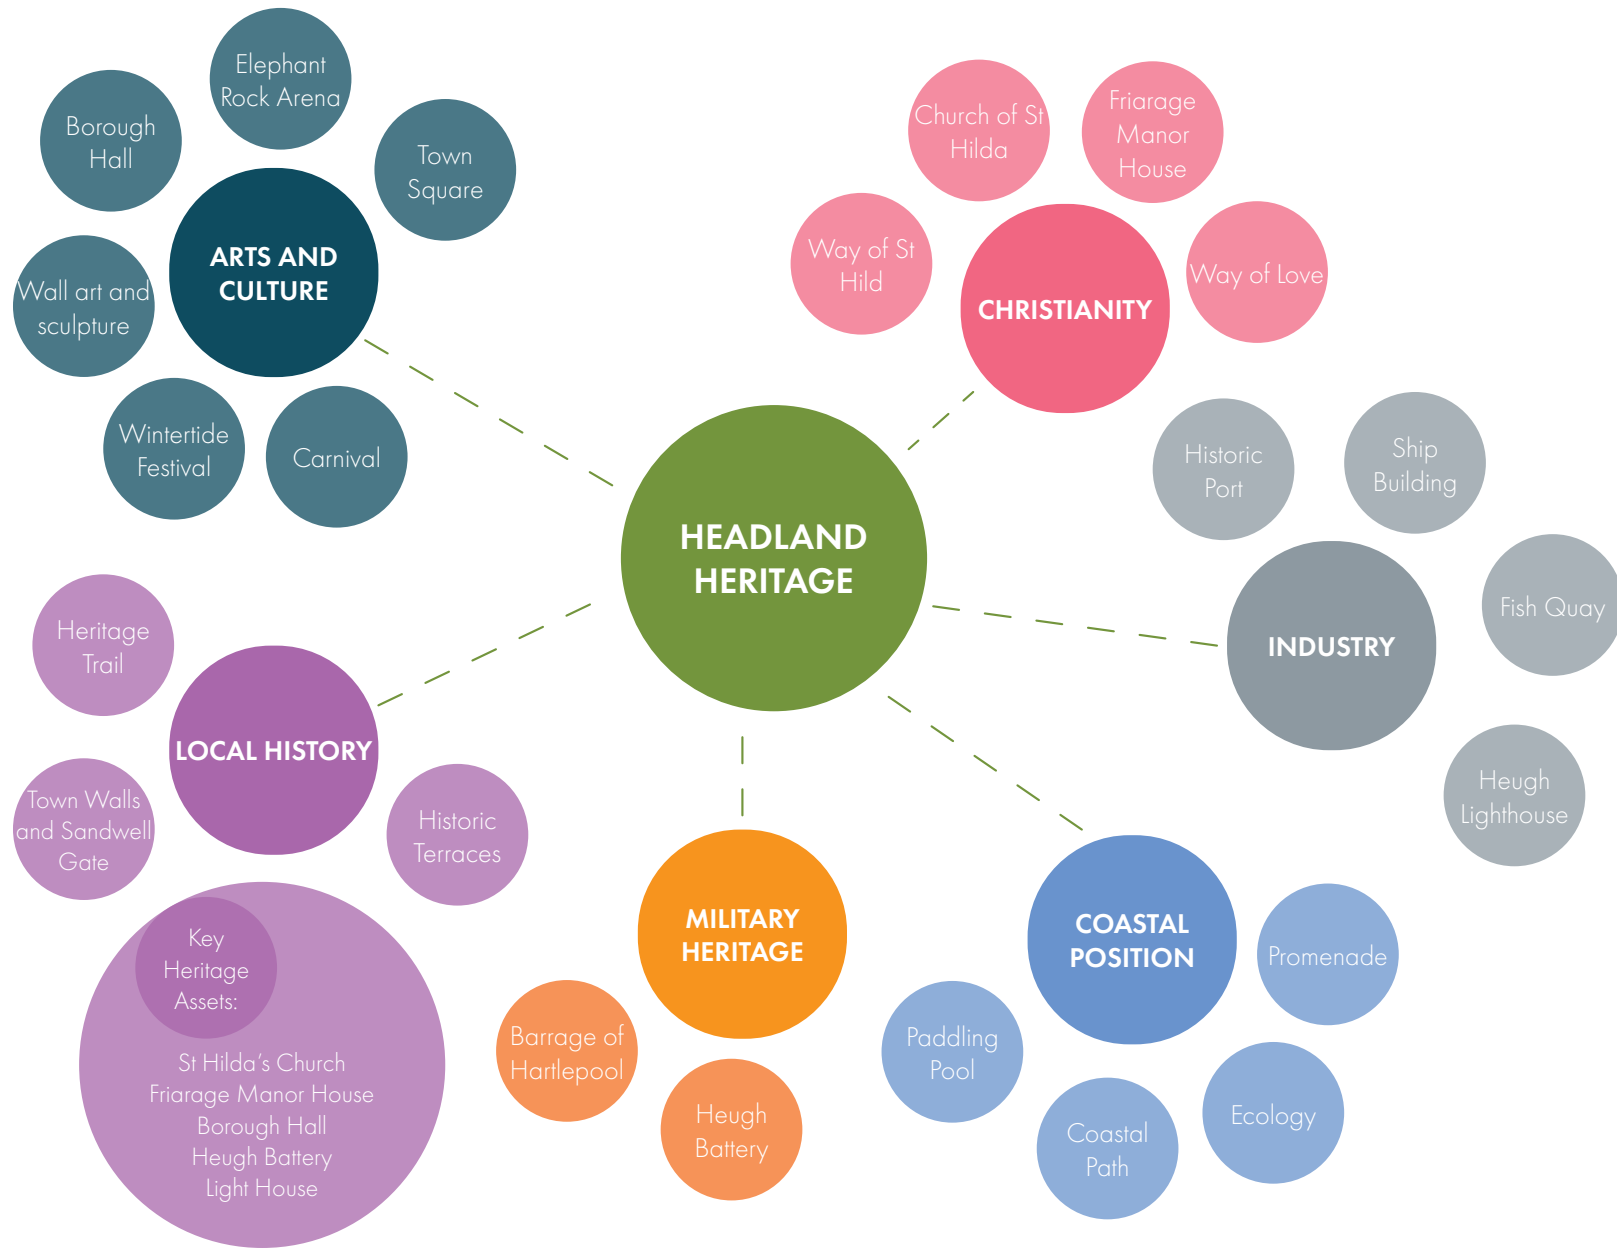 HEADLAND
HERITAGE
ARTS AND
CULTURE
Elephant
Rock Arena
Borough
Hall
Town
Square
Wall art and
sculpture
Wintertide
Festival
Carnival
CHRISTIANITY
Church of St
Hilda
Friarage
Manor
House
Way of St
Hild
Way of Love
INDUSTRY
Historic
Port
Ship
Building
Fish Quay
Heugh
Lighthouse
LOCAL HISTORY
Heritage
Trail
Town Walls
and Sandwell
Gate
Historic
Terraces
Key
Heritage
Assets:
St Hilda's Church
Friarage Manor House
Borough Hall
Heugh Battery
Light House
MILITARY
HERITAGE
Barrage of
Hartlepool
Heugh
Battery
COASTAL
POSITION
Promenade
Paddling
Pool
Coastal
Path
Ecology